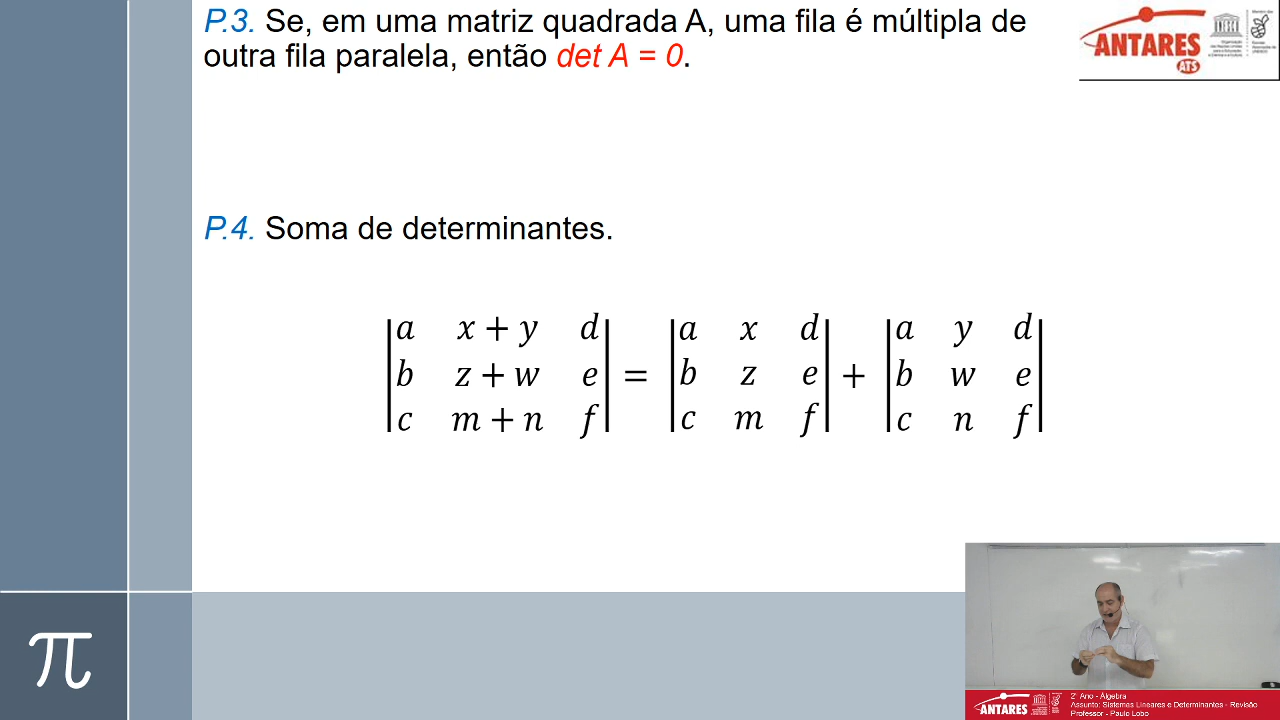 P.3. Se, em uma matriz quadrada A, uma fila é múltipla de
outra fila paralela, então det A = 0.
ANTARES
ATS
P.4. Soma de determinantes.
|a x + y d| = |a x d| + |a y d|
|b z + w e| |b z e| |b w e|
|c m + n f| |c m f| |c n f|
π
ANTARES
2° Ano - Álgebra
Assunto: Sistemas Lineares e Determinantes - Revisão
Professor - Paulo Lobo